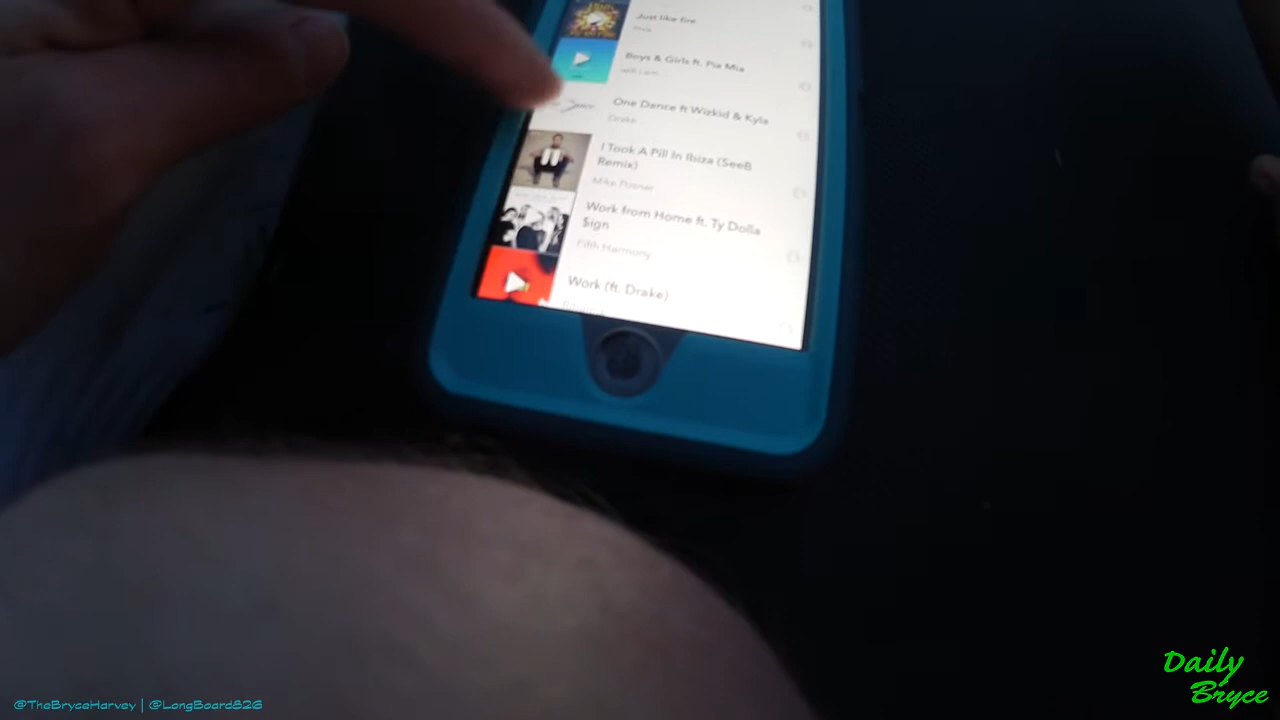 Just like fire
Boys & Girls ft. Pia Mia
will.i.am
One Dance ft Wizkid & Kyla
Drake
I Took A Pill In Ibiza (SeeB
Remix)
Mike Posner
Work from Home ft. Ty Dolla
$ign
Fifth Harmony
Work (ft. Drake)
Daily
Bryce
@TheBryceHarvey | @LongBoard826